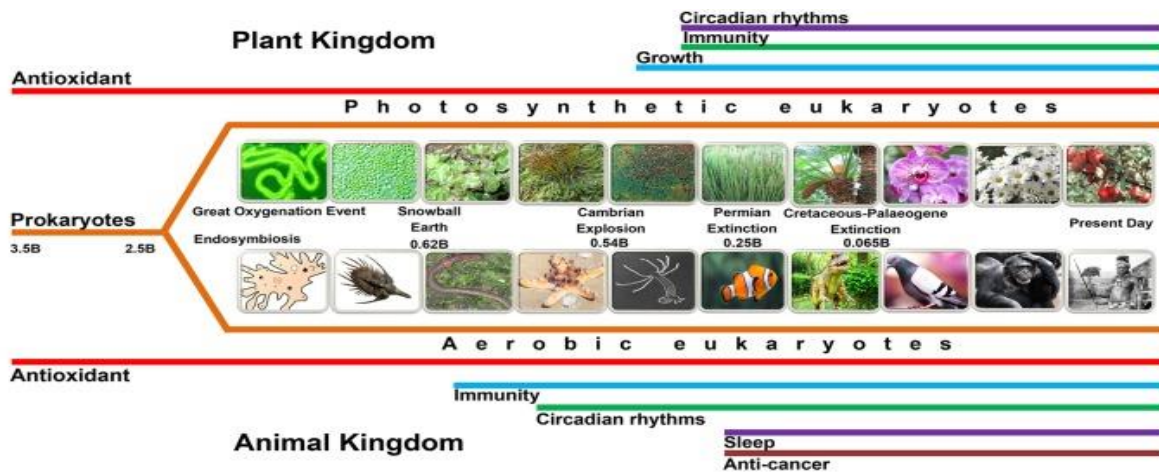 Circadian rhythms
Plant Kingdom
Immunity
Growth
Antioxidant
Photosynthetic eukaryotes
Great Oxygenation Event
Snowball
Earth
0.62B
Cambrian
Explosion
0.54B
Permian
Extinction
0.25B
Cretaceous-Palaeogene
Extinction
0.065B
Present Day
Prokaryotes
3.5B 2.5B
Endosymbiosis
Aerobic eukaryotes
Antioxidant
Immunity
Circadian rhythms
Animal Kingdom
Sleep
Anti-cancer